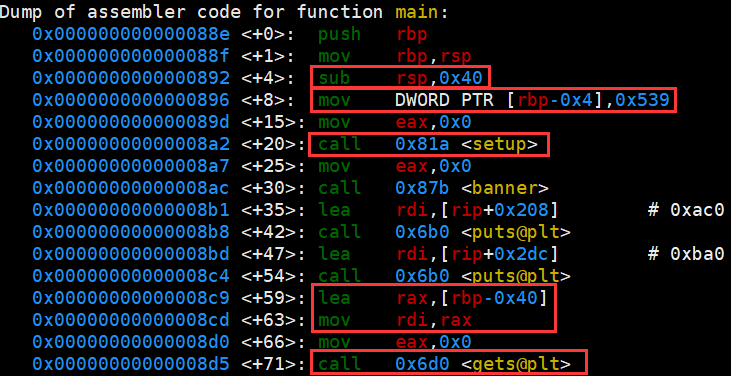 Dump of assembler code for function main:
0x000000000000088e <+0>: push rbp
0x000000000000088f <+1>: mov rbp,rsp
0x0000000000000892 <+4>: sub rsp,0x40
0x0000000000000896 <+8>: mov DWORD PTR [rbp-0x4],0x539
0x000000000000089d <+15>: mov eax,0x0
0x00000000000008a2 <+20>: call 0x81a <setup>
0x00000000000008a7 <+25>: mov eax,0x0
0x00000000000008ac <+30>: call 0x87b <banner>
0x00000000000008b1 <+35>: lea rdi,[rip+0x208] # 0xac0
0x00000000000008b8 <+42>: call 0x6b0 <puts@plt>
0x00000000000008bd <+47>: lea rdi,[rip+0x2dc] # 0xba0
0x00000000000008c4 <+54>: call 0x6b0 <puts@plt>
0x00000000000008c9 <+59>: lea rax,[rbp-0x40]
0x00000000000008cd <+63>: mov rdi,rax
0x00000000000008d0 <+66>: mov eax,0x0
0x00000000000008d5 <+71>: call 0x6d0 <gets@plt>